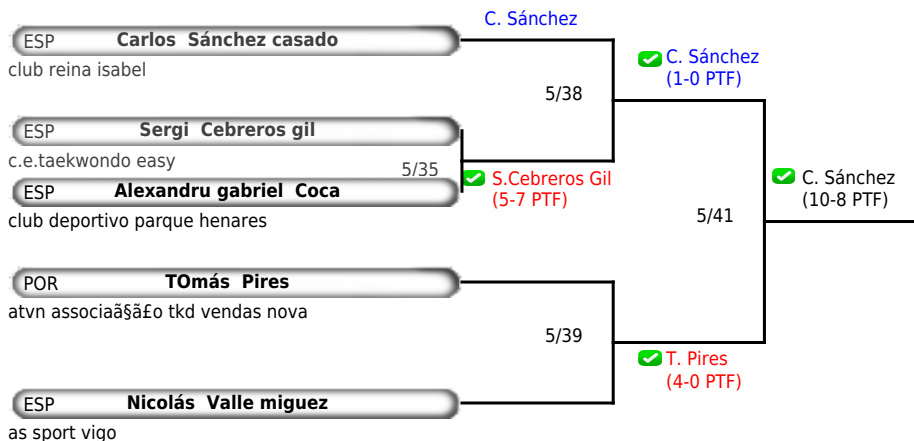 C. Sánchez
ESP Carlos Sánchez casado
club reina isabel
C. Sánchez
(1-0 PTF)
5/38
ESP Sergi Cebreros gil
c.e.taekwondo easy
5/35
S.Cebreros Gil
(5-7 PTF)
ESP Alexandru gabriel Coca
club deportivo parque henares
C. Sánchez
(10-8 PTF)
5/41
POR TOmás Pires
atvn associaã§ã£o tkd vendas nova
5/39
T. Pires
(4-0 PTF)
ESP Nicolás Valle miguez
as sport vigo